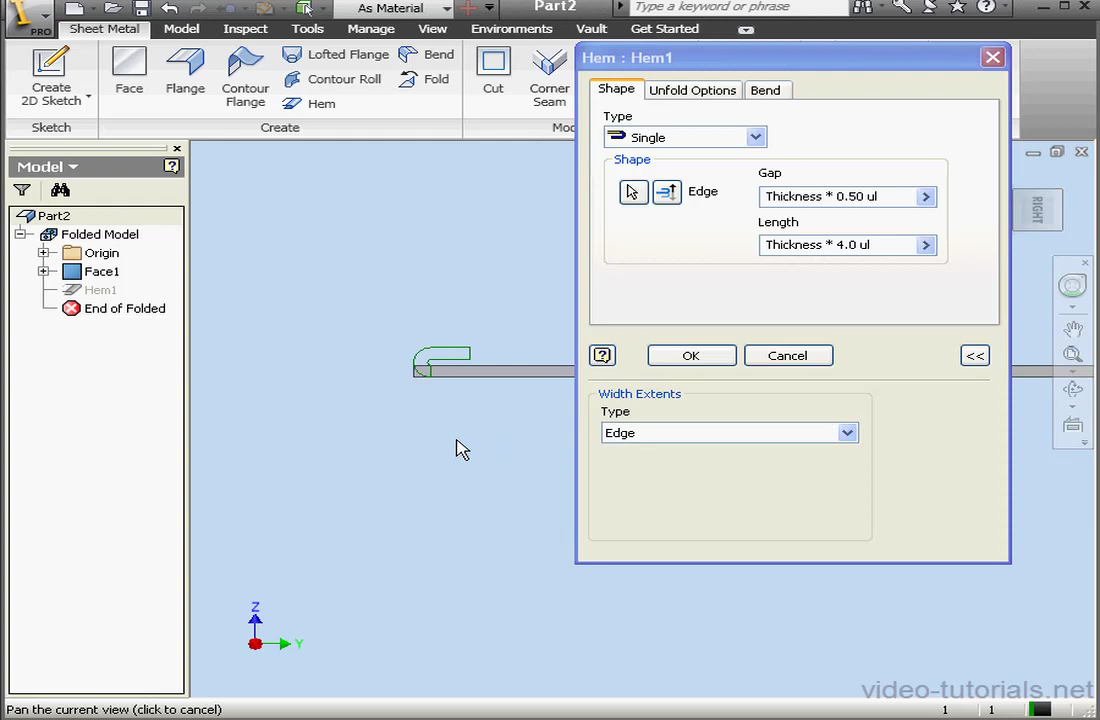 As Material
Part2
Type a keyword or phrase
PRO
Sheet Metal
Model
Inspect
Tools
Manage
View
Environments
Vault
Get Started
Create
2D Sketch
Face
Flange
Contour
Flange
Lofted Flange
Contour Roll
Hem
Bend
Fold
Cut
Corner
Seam
Sketch
Create
Hem : Hem1
Shape
Unfold Options
Bend
Type
Single
Shape
Edge
Gap
Thickness * 0.50 ul
Length
Thickness * 4.0 ul
OK
Cancel
<<
Width Extents
Type
Edge
Model
Part2
Folded Model
Origin
Face1
Hem1
End of Folded
RIGHT
Z
Y
video-tutorials.net
Pan the current view (click to cancel)
1
1